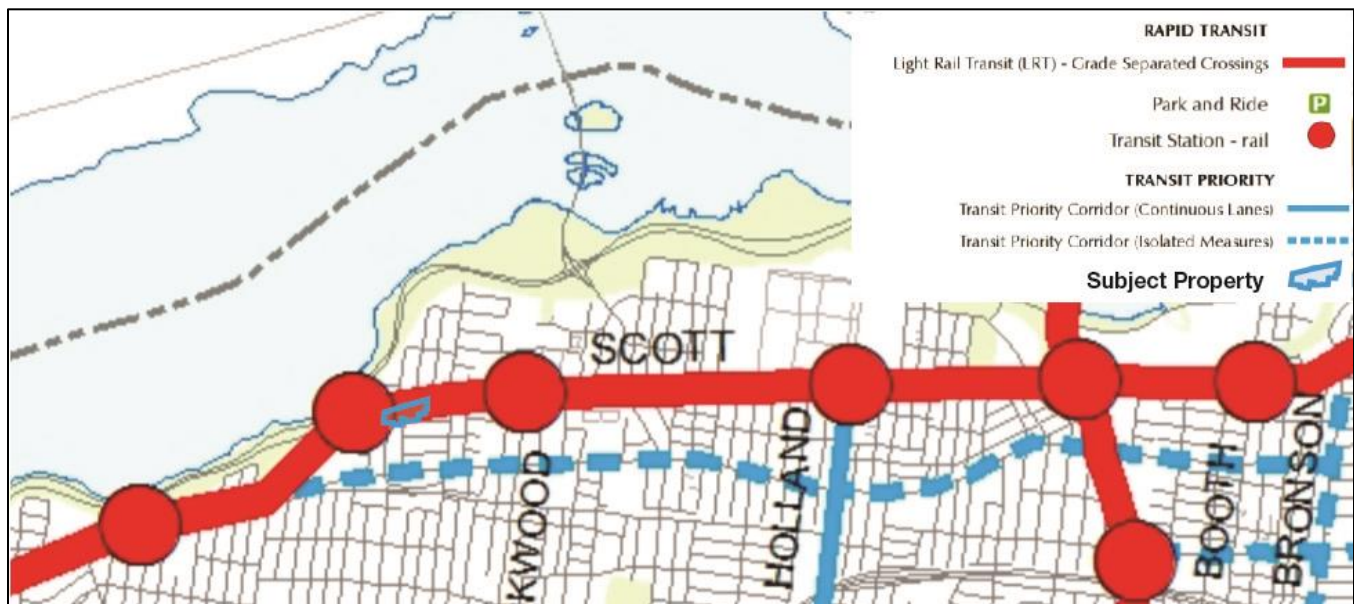 RAPID TRANSIT
Light Rail Transit (LRT) - Grade Separated Crossings
Park and Ride
P
Transit Station - rail
TRANSIT PRIORITY
Transit Priority Corridor (Continuous Lanes)
Transit Priority Corridor (Isolated Measures)
Subject Property
SCOTT
KWOOD
HOLLAND
BOOTH
BRONSON